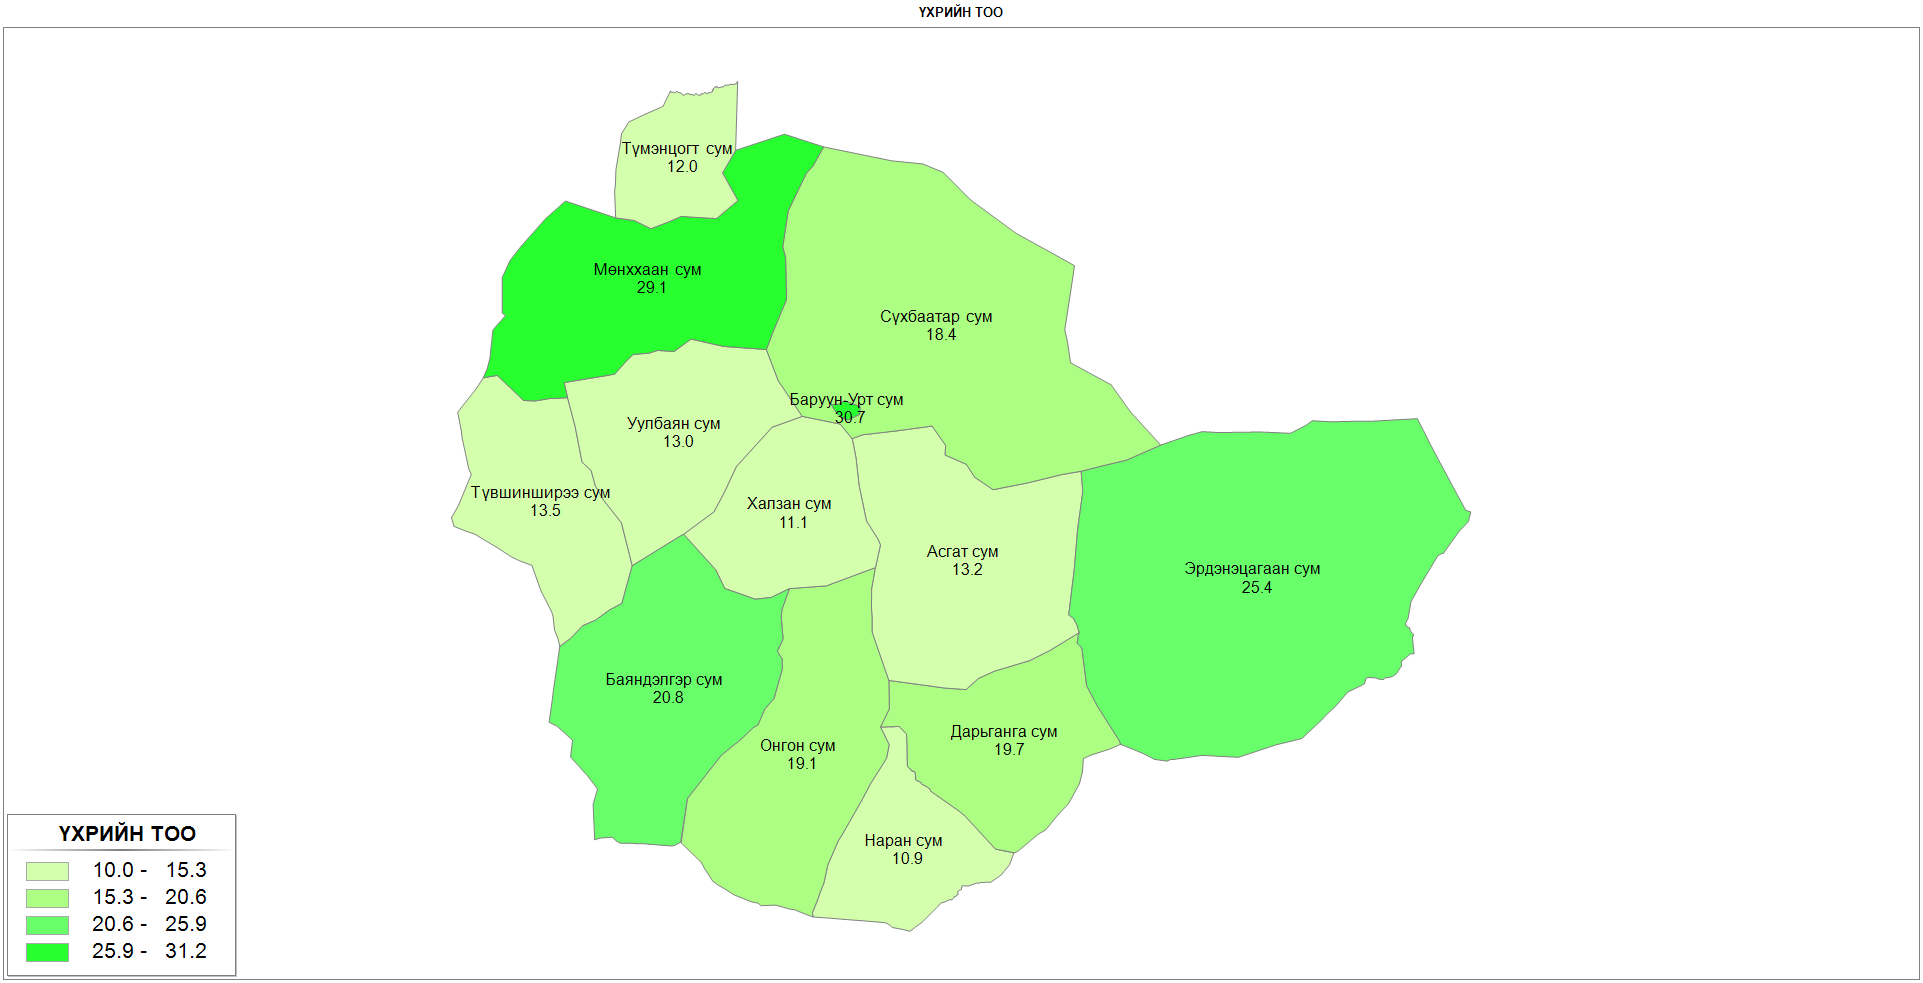 ҮХРИЙН ТОО
Түмэнцогт сум
12.0
Мөнххаан сум
29.1
Сүхбаатар сум
18.4
Баруун-Урт сум
30.7
Уулбаян сум
13.0
Түвшинширээ сум
13.5
Халзан сум
11.1
Асгат сум
13.2
Эрдэнэцагаан сум
25.4
Баяндэлгэр сум
20.8
Онгон сум
19.1
Дарьганга сум
19.7
Наран сум
10.9
ҮХРИЙН ТОО
10.0 - 15.3
15.3 - 20.6
20.6 - 25.9
25.9 - 31.2